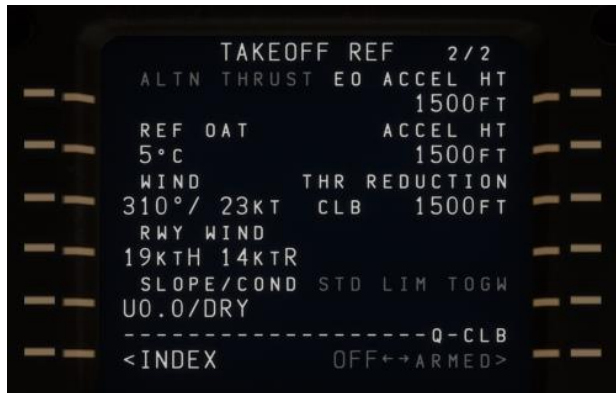 TAKEOFF REF 2/2
ALTN THRUST EO ACCEL HT
1500FT
REF OAT ACCEL HT
5°C 1500FT
WIND THR REDUCTION
310°/ 23KT CLB 1500FT
RWY WIND
19KTH 14KTR
SLOPE/COND STD LIM TOGW
U0.0/DRY
--------------------Q-CLB
<INDEX OFF←→ARMED>